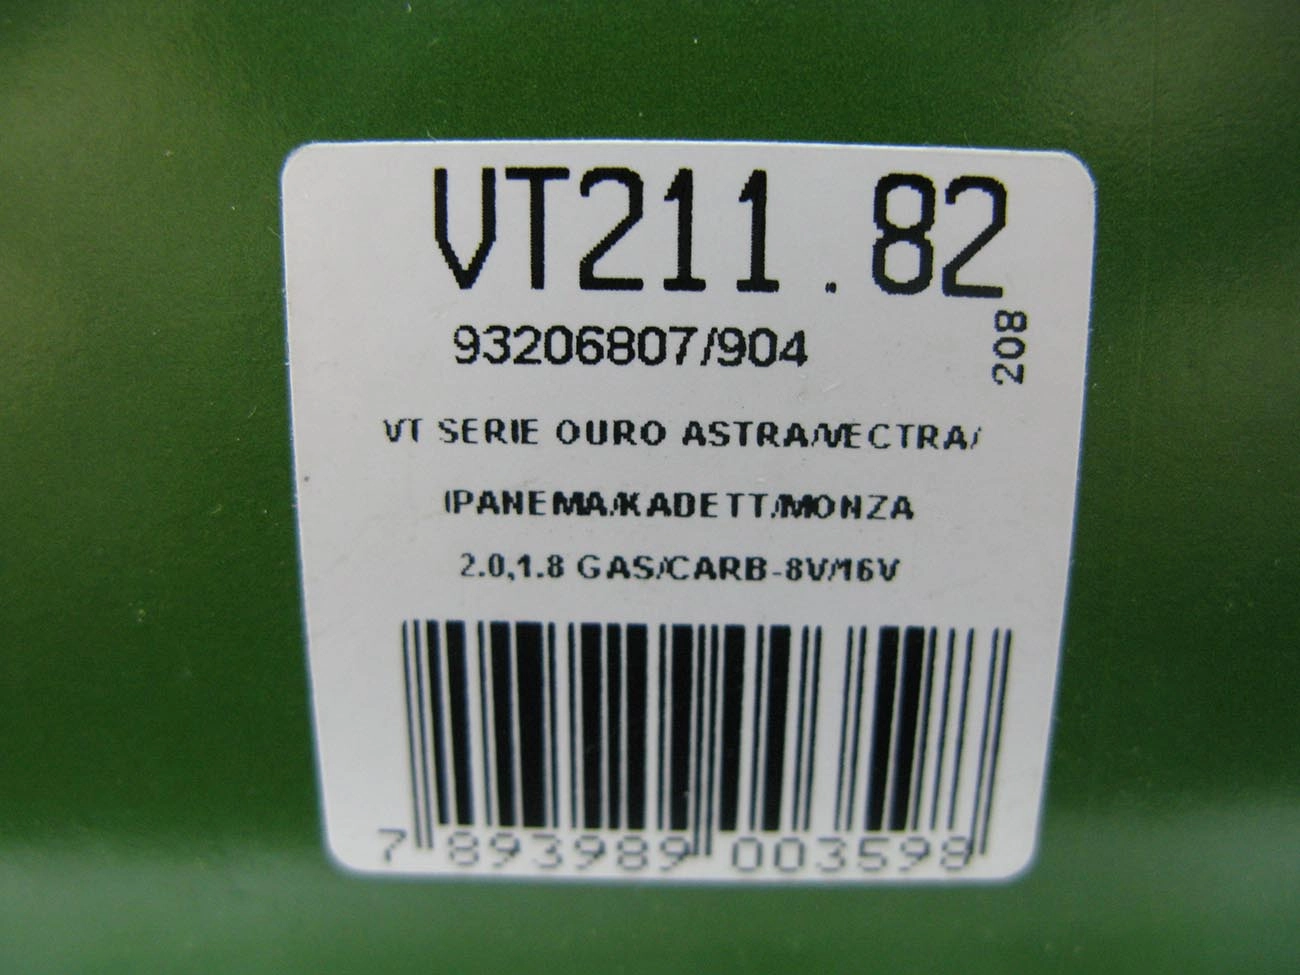 VT211.82
93206807/904
208
VT SERIE OURO ASTRA/VECTRA/
IPANEMA/KADETT/MONZA
2.0,1.8 GAS/CARB-8V/16V
7 893989 003598